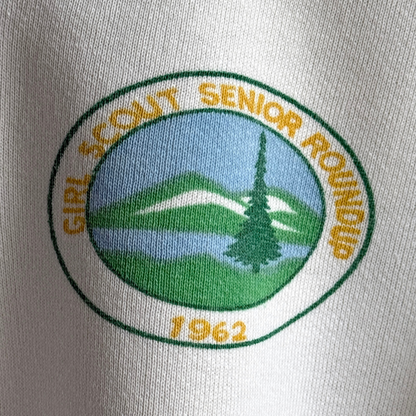 GIRL SCOUT SENIOR ROUNDUP
1962